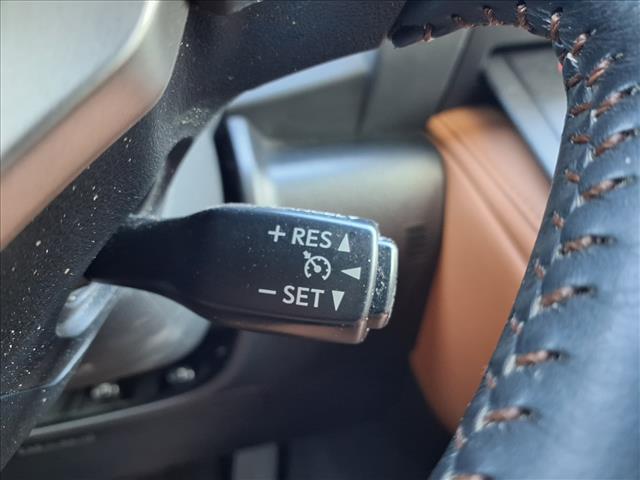 + RES ▲
– SET ▼